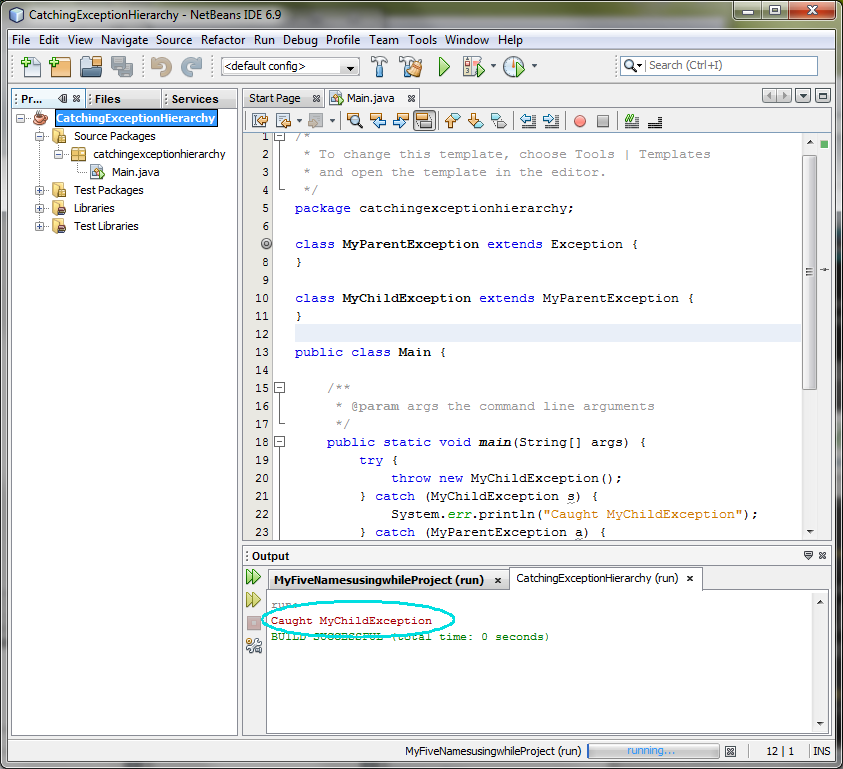 CatchingExceptionHierarchy - NetBeans IDE 6.9
File Edit View Navigate Source Refactor Run Debug Profile Team Tools Window Help
<default config>
Search (Ctrl+I)
Pr... Files Services
Start Page Main.java
CatchingExceptionHierarchy
Source Packages
catchingexceptionhierarchy
Main.java
Test Packages
Libraries
Test Libraries
1 /*
2 * To change this template, choose Tools | Templates
3 * and open the template in the editor.
4 */
5 package catchingexceptionhierarchy;
6
class MyParentException extends Exception {
8 }
9
10 class MyChildException extends MyParentException {
11 }
12
13 public class Main {
14
15 /**
16 * @param args the command line arguments
17 */
18 public static void main(String[] args) {
19 try {
20 throw new MyChildException();
21 } catch (MyChildException s) {
22 System.err.println("Caught MyChildException");
23 } catch (MyParentException a) {
Output
MyFiveNamesusingwhileProject (run) CatchingExceptionHierarchy (run)
run:
Caught MyChildException
BUILD SUCCESSFUL (total time: 0 seconds)
MyFiveNamesusingwhileProject (run) running... 12 | 1 INS